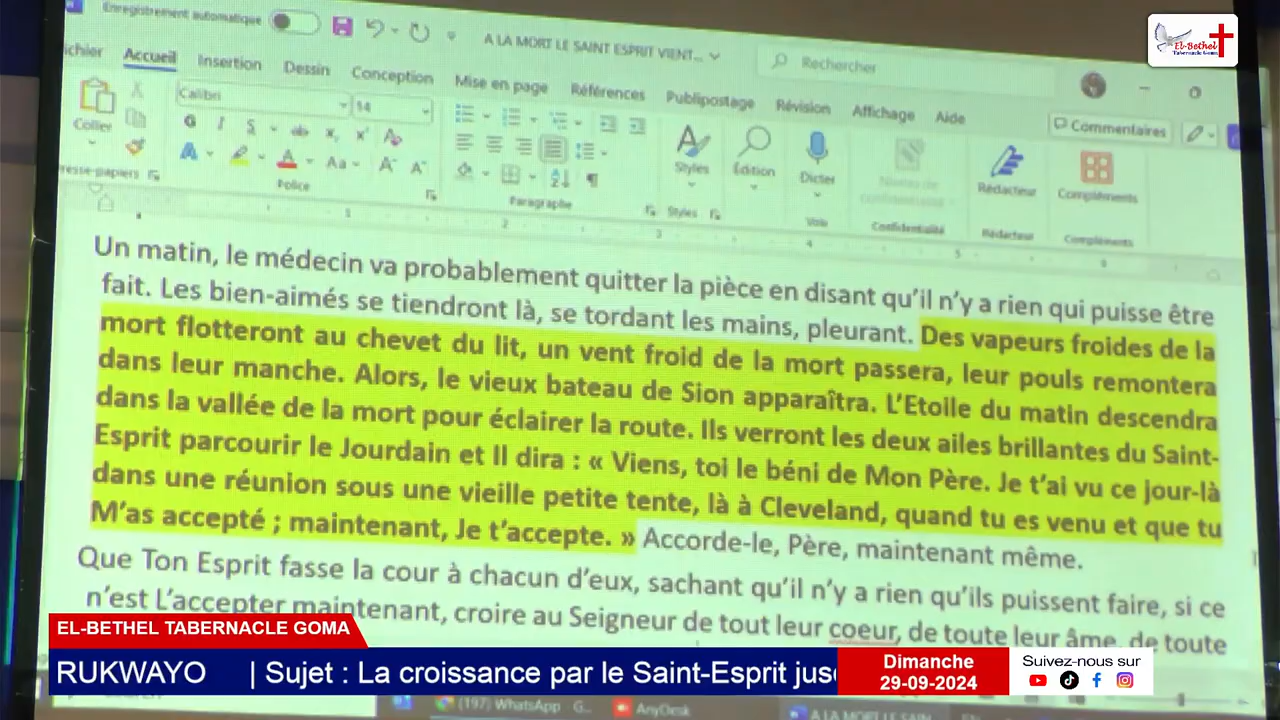 Enregistrement automatique
A LA MORT LE SAINT ESPRIT VIENT...
Rechercher
El-Bethel
Tabernacle Goma
Accueil Insertion Dessin Conception Mise en page Références Publipostage Révision Affichage Aide
Commentaires
Coller
Calibri 14
Police
Paragraphe
Styles
Styles
Édition
Dicter
Voix
Confidentialité
Rédacteur
Rédacteur
Compléments
Compléments
Un matin, le médecin va probablement quitter la pièce en disant qu'il n'y a rien qui puisse être
fait. Les bien-aimés se tiendront là, se tordant les mains, pleurant. Des vapeurs froides de la
mort flotteront au chevet du lit, un vent froid de la mort passera, leur pouls remontera
dans leur manche. Alors, le vieux bateau de Sion apparaîtra. L'Etoile du matin descendra
dans la vallée de la mort pour éclairer la route. Ils verront les deux ailes brillantes du Saint-
Esprit parcourir le Jourdain et Il dira : « Viens, toi le béni de Mon Père. Je t'ai vu ce jour-là
dans une réunion sous une vieille petite tente, là à Cleveland, quand tu es venu et que tu
M'as accepté ; maintenant, Je t'accepte. » Accorde-le, Père, maintenant même.
Que Ton Esprit fasse la cour à chacun d'eux, sachant qu'il n'y a rien qu'ils puissent faire, si ce
n'est L'accepter maintenant, croire au Seigneur de tout leur coeur, de toute leur âme, de toute
EL-BETHEL TABERNACLE GOMA
RUKWAYO | Sujet : La croissance par le Saint-Esprit jus
Dimanche
29-09-2024
Suivez-nous sur
(197) WhatsApp
AnyDesk
A LA MORT LE SAIN